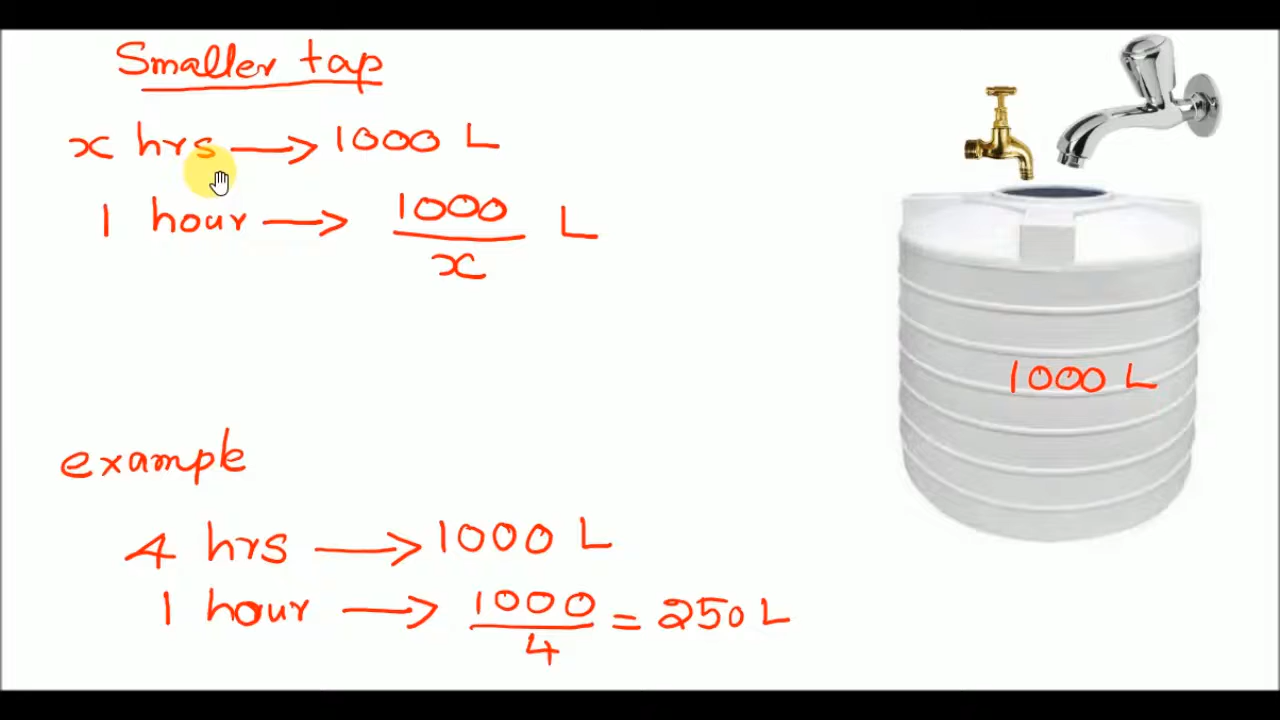 Smaller tap
x hrs → 1000 L
1 hour → 1000/x L
1000 L
example
4 hrs → 1000 L
1 hour → 1000/4 = 250 L